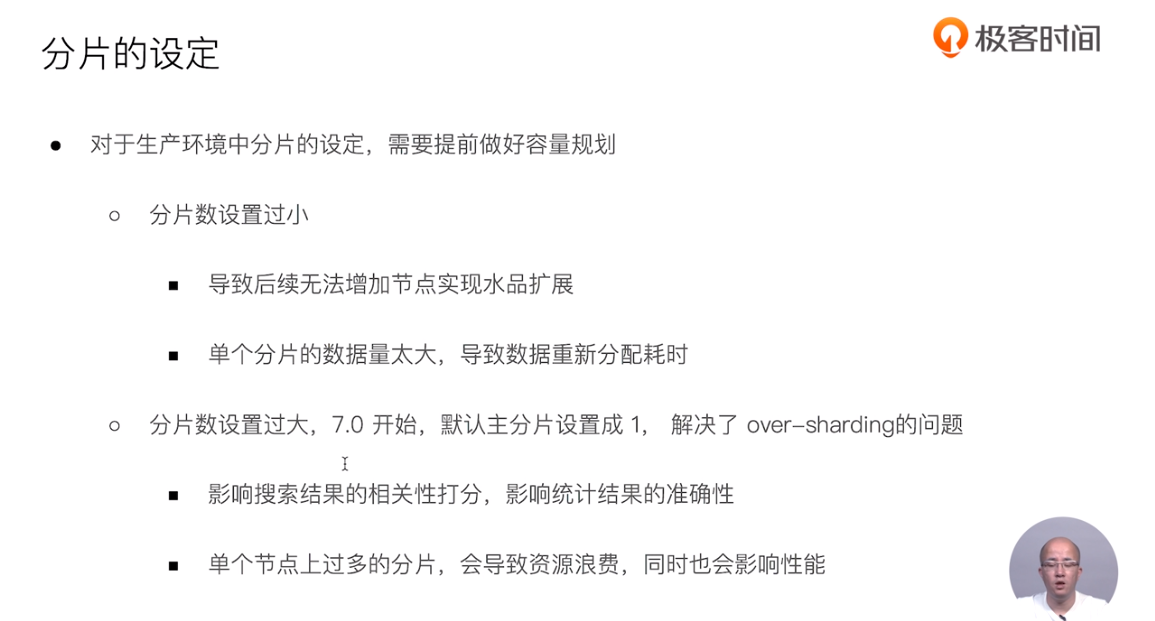 分片的设定
极客时间
● 对于生产环境中分片的设定，需要提前做好容量规划
○ 分片数设置过小
■ 导致后续无法增加节点实现水品扩展
■ 单个分片的数据量太大，导致数据重新分配耗时
○ 分片数设置过大，7.0 开始，默认主分片设置成 1， 解决了 over-sharding的问题
■ 影响搜索结果的相关性打分，影响统计结果的准确性
■ 单个节点上过多的分片，会导致资源浪费，同时也会影响性能